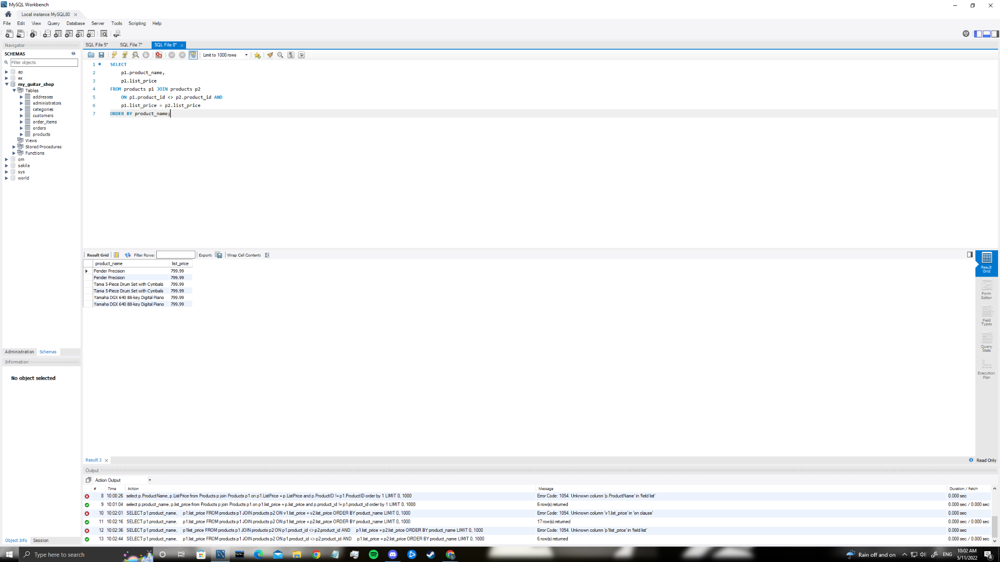 MySQL Workbench
Local instance MySQL80
File Edit View Query Database Server Tools Scripting Help
Navigator
SCHEMAS
Filter objects
ap
ex
my_guitar_shop
Tables
addresses
administrators
categories
customers
order_items
orders
products
Views
Stored Procedures
Functions
om
sakila
sys
world
Administration Schemas
Information
No object selected
Object Info Session
SQL File 5* SQL File 7* SQL File 8*
Limit to 1000 rows
1 SELECT
2 p1.product_name,
3 p1.list_price
4 FROM products p1 JOIN products p2
5 ON p1.product_id <> p2.product_id AND
6 p1.list_price = p2.list_price
7 ORDER BY product_name;
Result Grid Filter Rows: Export: Wrap Cell Content:
product_name list_price
Fender Precision 799.99
Fender Precision 799.99
Tama 5-Piece Drum Set with Cymbals 799.99
Tama 5-Piece Drum Set with Cymbals 799.99
Yamaha DGX 640 88-key Digital Piano 799.99
Yamaha DGX 640 88-key Digital Piano 799.99
Result Grid
Form Editor
Field Types
Query Stats
Execution Plan
Result 3 Read Only
Output
Action Output
# Time Action Message Duration / Fetch
8 10:00:26 select p.ProductName, p.ListPrice from Products p join Products p1 on p1.ListPrice = p.ListPrice and p.ProductID != p1.ProductID order by 1 LIMIT 0, 1000 Error Code: 1054. Unknown column 'p.ProductName' in 'field list' 0.000 sec
9 10:01:04 select p.product_name, p.list_price from Products p join Products p1 on p1.list_price = p.list_price and p.product_id != p1.product_id order by 1 LIMIT 0, 1000 6 row(s) returned 0.000 sec / 0.000 sec
10 10:02:01 SELECT p1.product_name, p1.list_price FROM products p1 JOIN products p2 ON v1.list_price = v2.list_price ORDER BY product_name LIMIT 0, 1000 Error Code: 1054. Unknown column 'v1.list_price' in 'on clause' 0.000 sec
11 10:02:16 SELECT p1.product_name, p1.list_price FROM products p1 JOIN products p2 ON p1.list_price = p2.list_price ORDER BY product_name LIMIT 0, 1000 17 row(s) returned 0.000 sec / 0.000 sec
12 10:02:36 SELECT p1.product_name, p1list_price FROM products p1 JOIN products p2 ON p1.product_id <> p2.product_id AND p1.list_price = p2.list_price ORDER BY product_name LIMIT 0, 1000 Error Code: 1054. Unknown column 'p1list_price' in 'field list' 0.000 sec
13 10:02:44 SELECT p1.product_name, p1.list_price FROM products p1 JOIN products p2 ON p1.product_id <> p2.product_id AND p1.list_price = p2.list_price ORDER BY product_name LIMIT 0, 1000 6 row(s) returned 0.000 sec / 0.000 sec
Type here to search
Rain off and on ENG 10:02 AM
5/11/2022
4